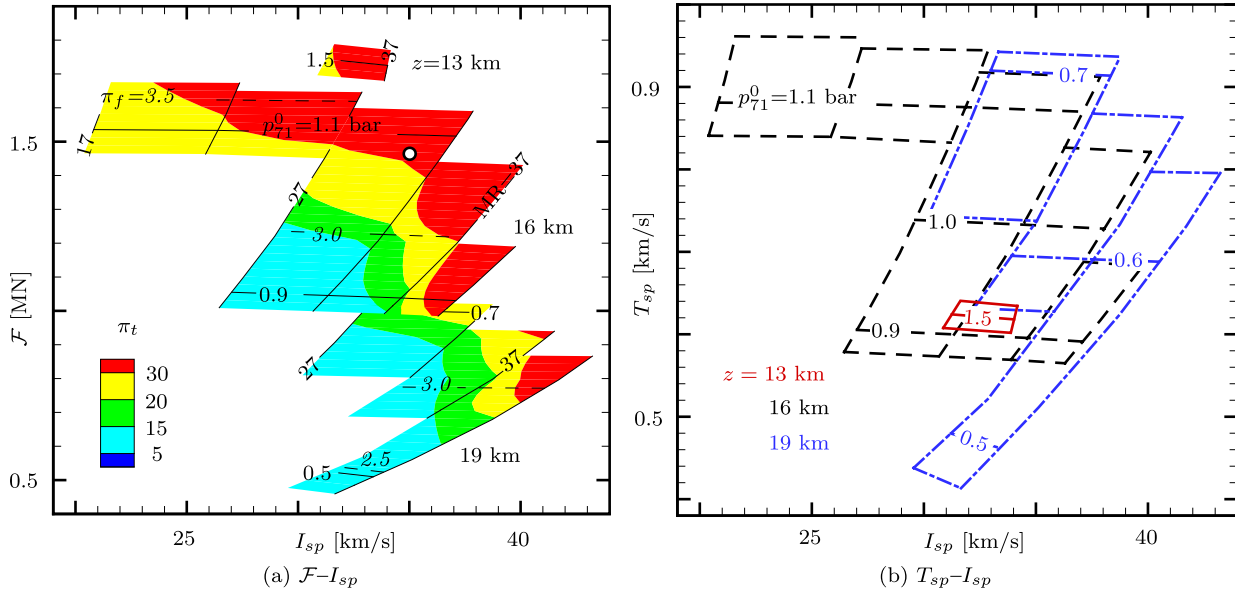 1.5
37
z=13 km
π_f=3.5
p⁰₇₁=1.1 bar
17
1.5
27
MR=37
3.0
16 km
0.9
0.7
1.0
π_t
30
20
15
5
27
37
3.0
19 km
0.5
2.5
0.5
25
40
ℱ [MN]
I_sp [km/s]
(a) ℱ–I_sp
0.9
0.7
p⁰₇₁=1.1 bar
1.0
0.6
1.5
0.9
z = 13 km
16 km
19 km
0.5
0.5
25
40
T_sp [km/s]
I_sp [km/s]
(b) T_sp–I_sp